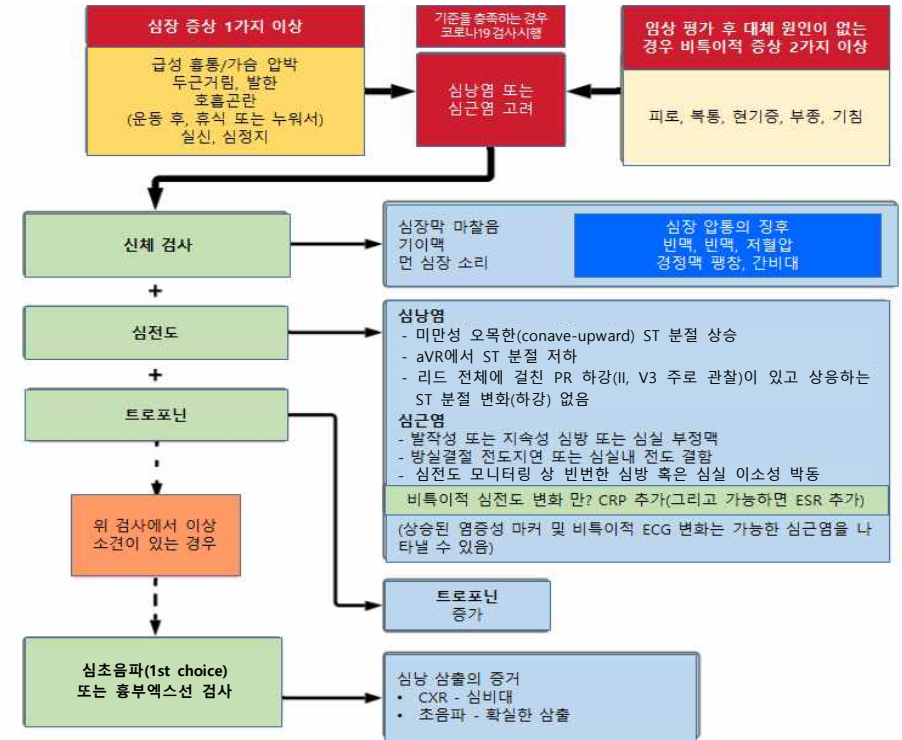 심장 증상 1가지 이상
급성 흉통/가슴 압박
두근거림, 발한
호흡곤란
(운동 후, 휴식 또는 누워서)
실신, 심정지
기준을 충족하는 경우
코로나19 검사시행
심낭염 또는
심근염 고려
임상 평가 후 대체 원인이 없는
경우 비특이적 증상 2가지 이상
피로, 복통, 현기증, 부종, 기침
신체 검사
심장막 마찰음
기이맥
먼 심장 소리
심장 압통의 징후
빈맥, 빈맥, 저혈압
경정맥 팽창, 간비대
+
심전도
심낭염
- 미만성 오목한(conave-upward) ST 분절 상승
- aVR에서 ST 분절 저하
- 리드 전체에 걸친 PR 하강(II, V3 주로 관찰)이 있고 상응하는
ST 분절 변화(하강) 없음
심근염
- 발작성 또는 지속성 심방 또는 심실 부정맥
- 방실결절 전도지연 또는 심실내 전도 결함
- 심전도 모니터링 상 빈번한 심방 혹은 심실 이소성 박동
비특이적 심전도 변화 만? CRP 추가(그리고 가능하면 ESR 추가)
(상승된 염증성 마커 및 비특이적 ECG 변화는 가능한 심근염을 나
타낼 수 있음)
+
트로포닌
위 검사에서 이상
소견이 있는 경우
트로포닌
증가
심초음파(1st choice)
또는 흉부엑스선 검사
심낭 삼출의 증거
• CXR - 심비대
• 초음파 - 확실한 삼출